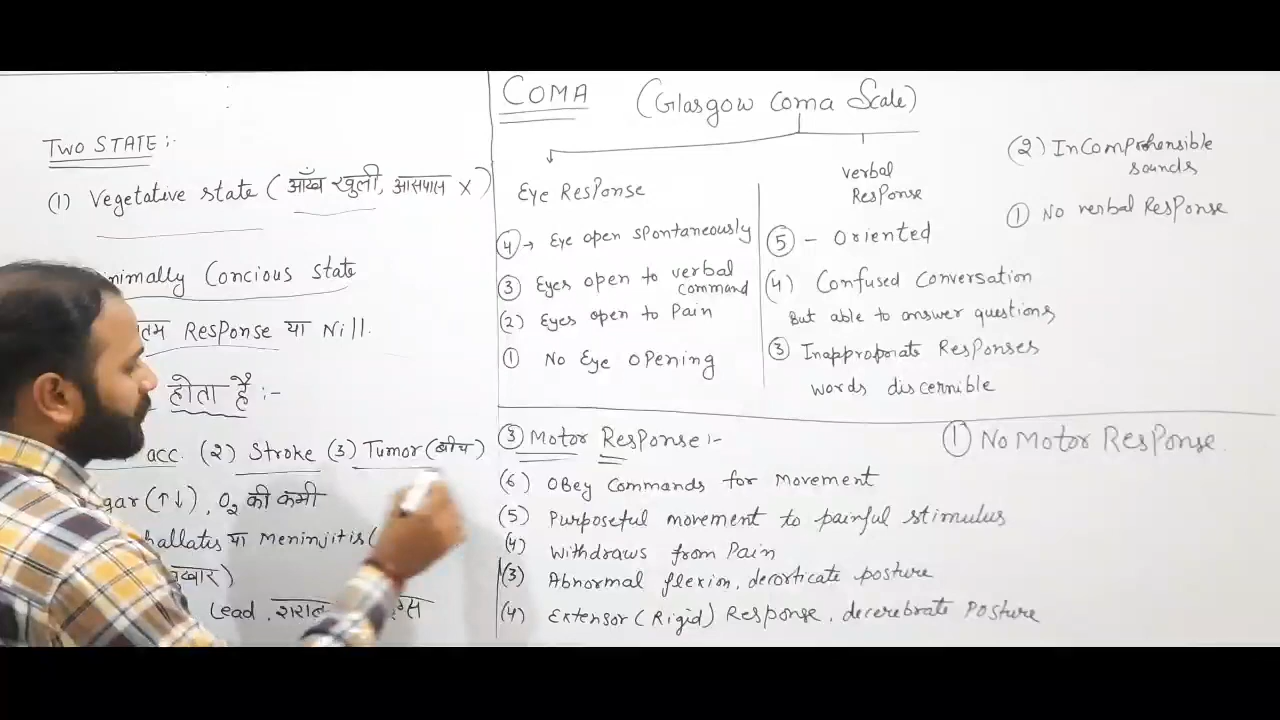 TWO STATE:-
(1) Vegetative state (आँख खुली, आसपास X)
Concious state
Response या Nill.
होता है :-
acc. (2) Stroke (3) Tumor (बीच)
(↑↓), O2 की कमी
या Meninjitis (
Lead,
COMA (Glasgow Coma Scale)
Eye Response
④ → Eye open spontaneously
③ Eyes open to verbal
command
(2) Eyes open to Pain
① No Eye opening
verbal
Response
⑤ - Oriented
(4) Confused Conversation
But able to answer questions
③ Inapproporate Responses
words discernible
(2) InComprehensible
sounds
① No verbal Response
③ Motor Response :-
(6) Obey Commands for movement
(5) Purposeful movement to painful stimulus
(4) Withdraws from Pain
(3) Abnormal flexion, decorticate posture
(4) Extensor (Rigid) Response, decerebrate Posture
① No Motor Response.